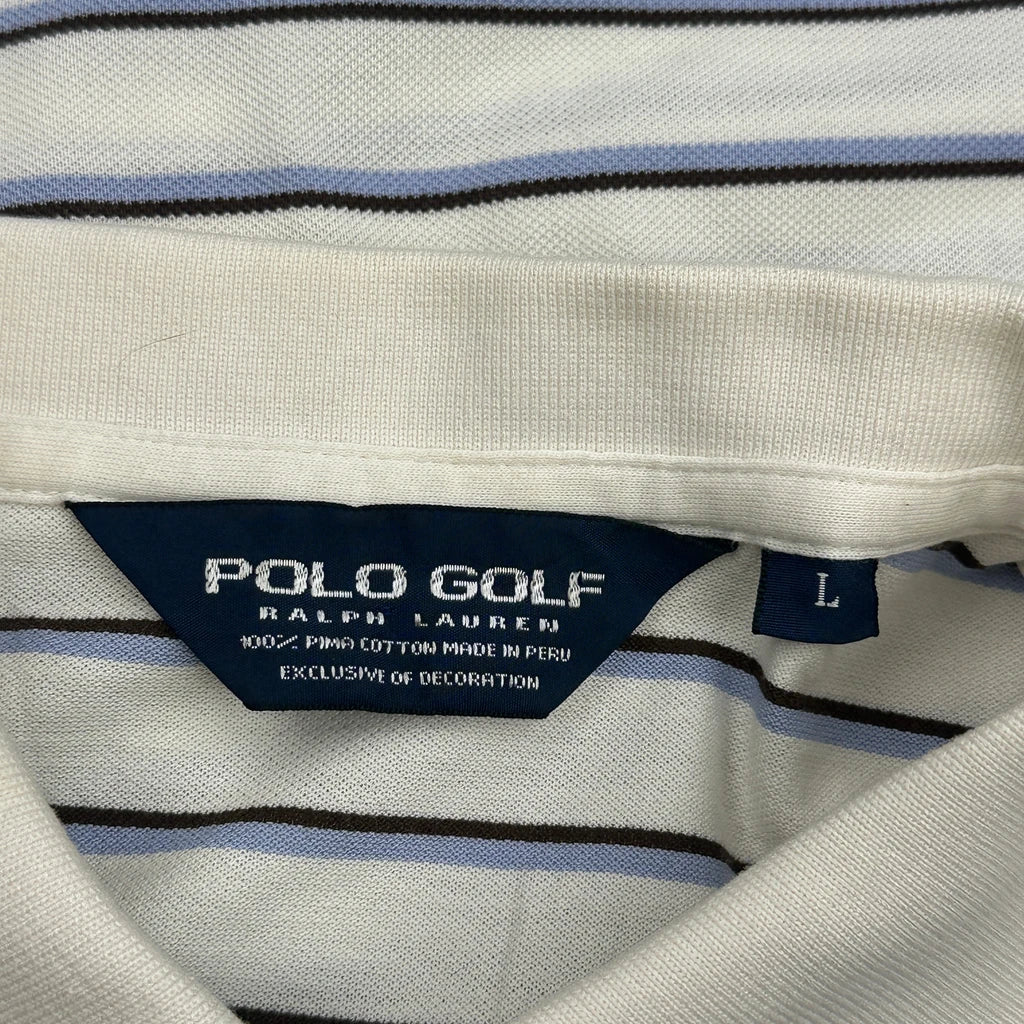 POLO GOLF
RALPH LAUREN
100% PIMA COTTON MADE IN PERU
EXCLUSIVE OF DECORATION
L